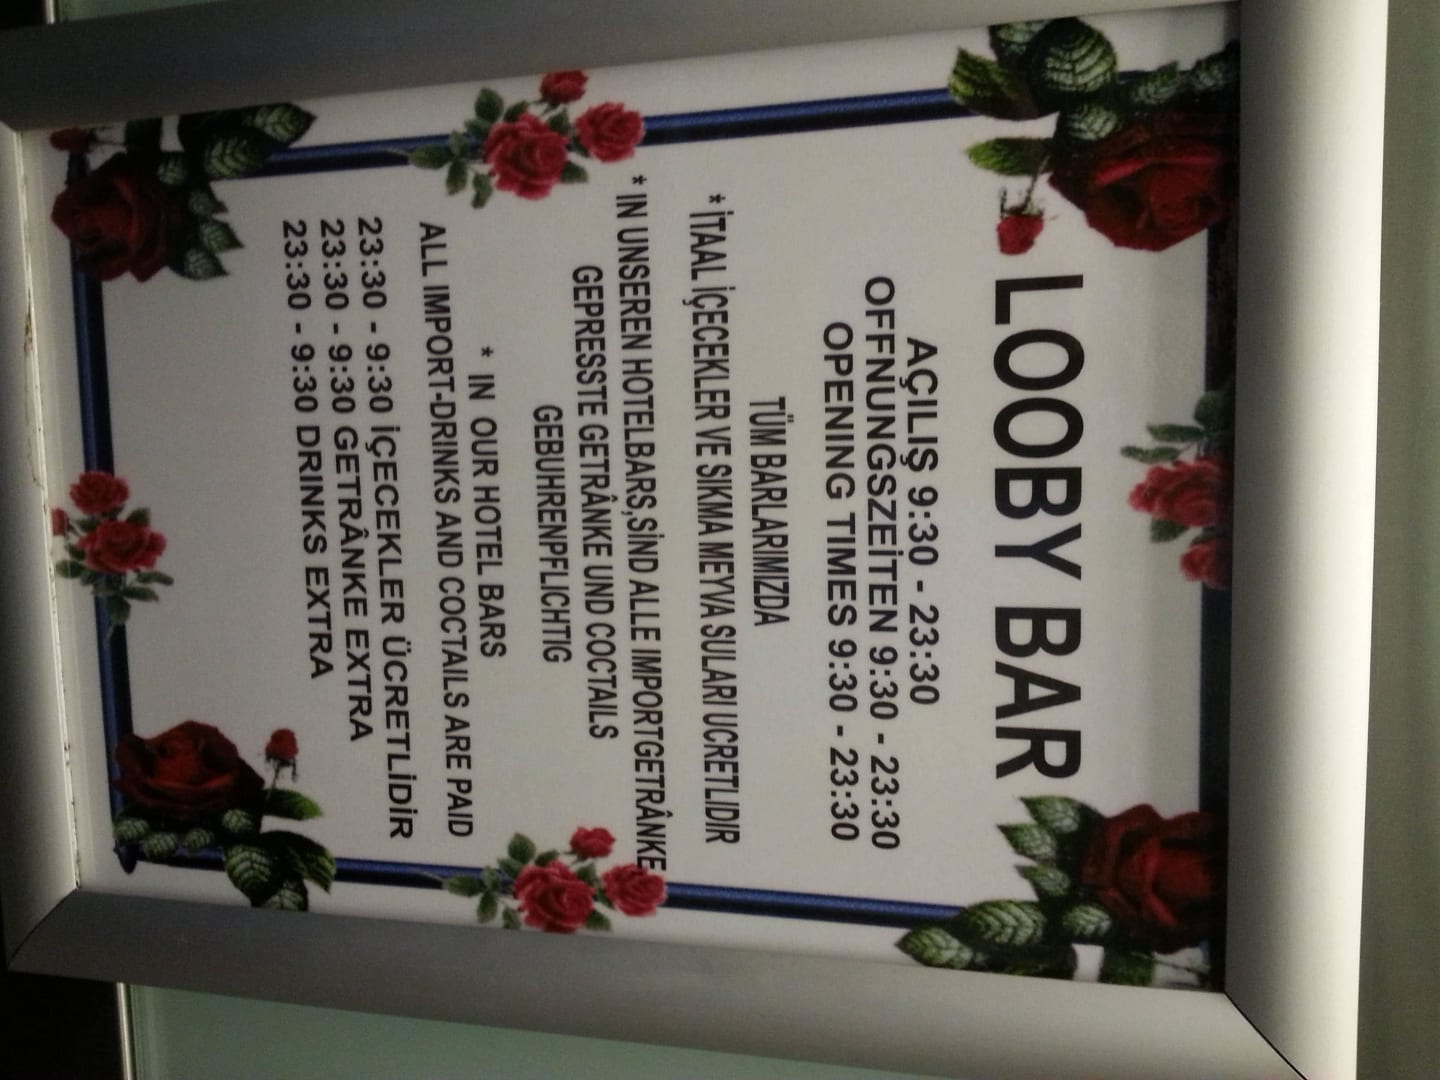 LOOBY BAR
AÇILIŞ 9:30 - 23:30
OFFNUNGSZEİTEN 9:30 - 23:30
OPENING TIMES 9:30 - 23:30
TÜM BARLARIMIZDA
*İTAAL İÇECEKLER VE SIKMA MEYVA SULARI UCRETLIDIR
* IN UNSEREN HOTELBARS,SİND ALLE IMPORTGETRÂNKE
GEPRESSTE GETRÂNKE UND COCTAILS
GEBUHRENPFLICHTIG
* IN OUR HOTEL BARS
ALL IMPORT-DRINKS AND COCTAILS ARE PAID
23:30 - 9:30 İÇECEKLER ÜCRETLİDİR
23:30 - 9:30 GETRÂNKE EXTRA
23:30 - 9:30 DRINKS EXTRA